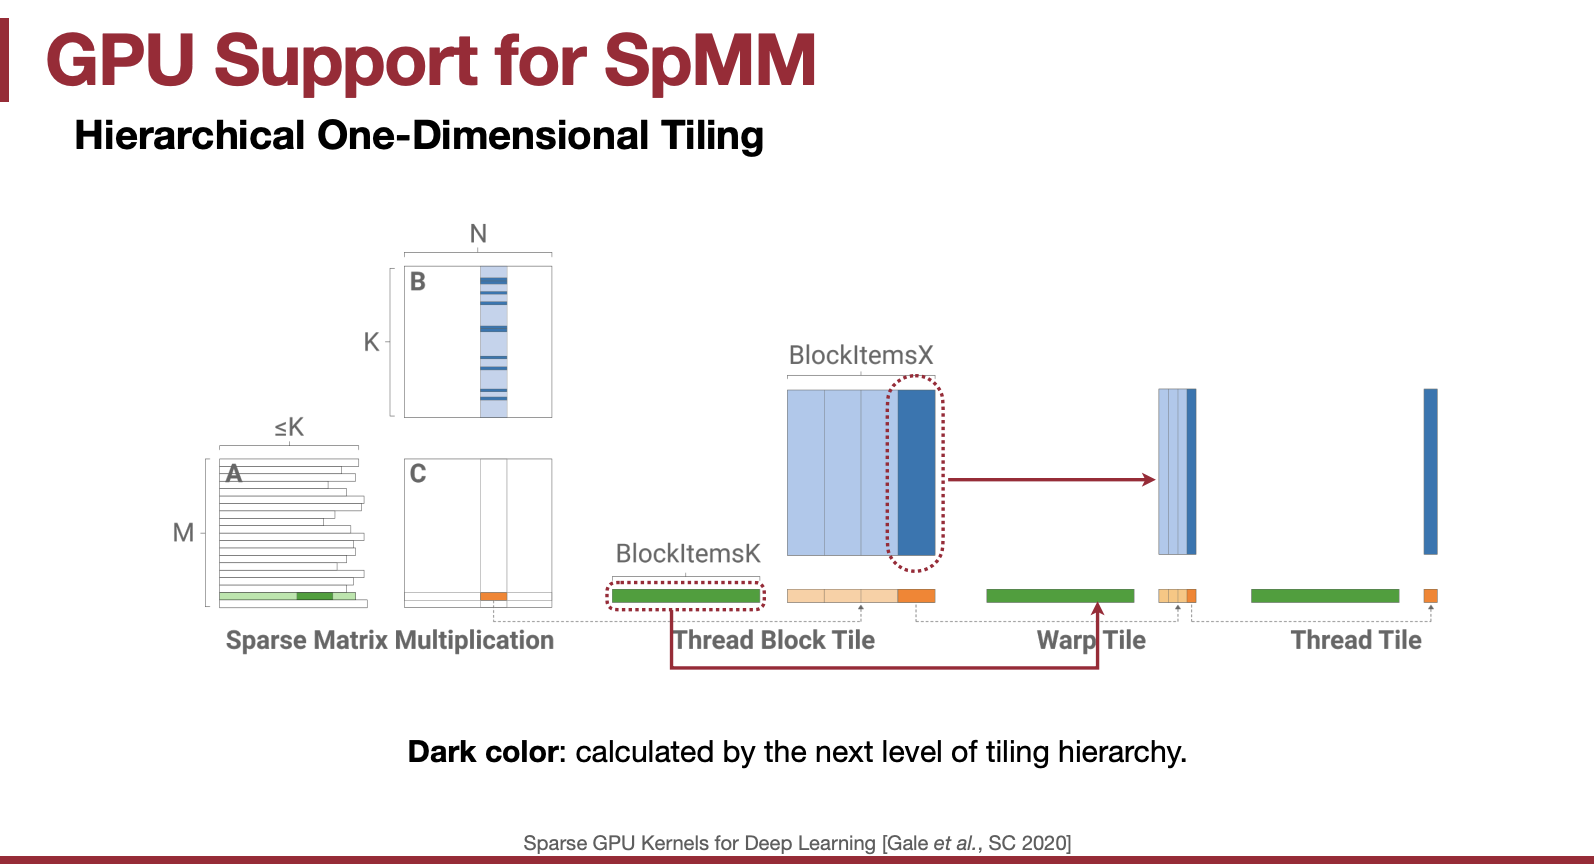 GPU Support for SpMM
Hierarchical One-Dimensional Tiling
N
B
K
BlockItemsX
≤K
A
C
M
BlockItemsK
Sparse Matrix Multiplication
Thread Block Tile
Warp Tile
Thread Tile
Dark color: calculated by the next level of tiling hierarchy.
Sparse GPU Kernels for Deep Learning [Gale et al., SC 2020]